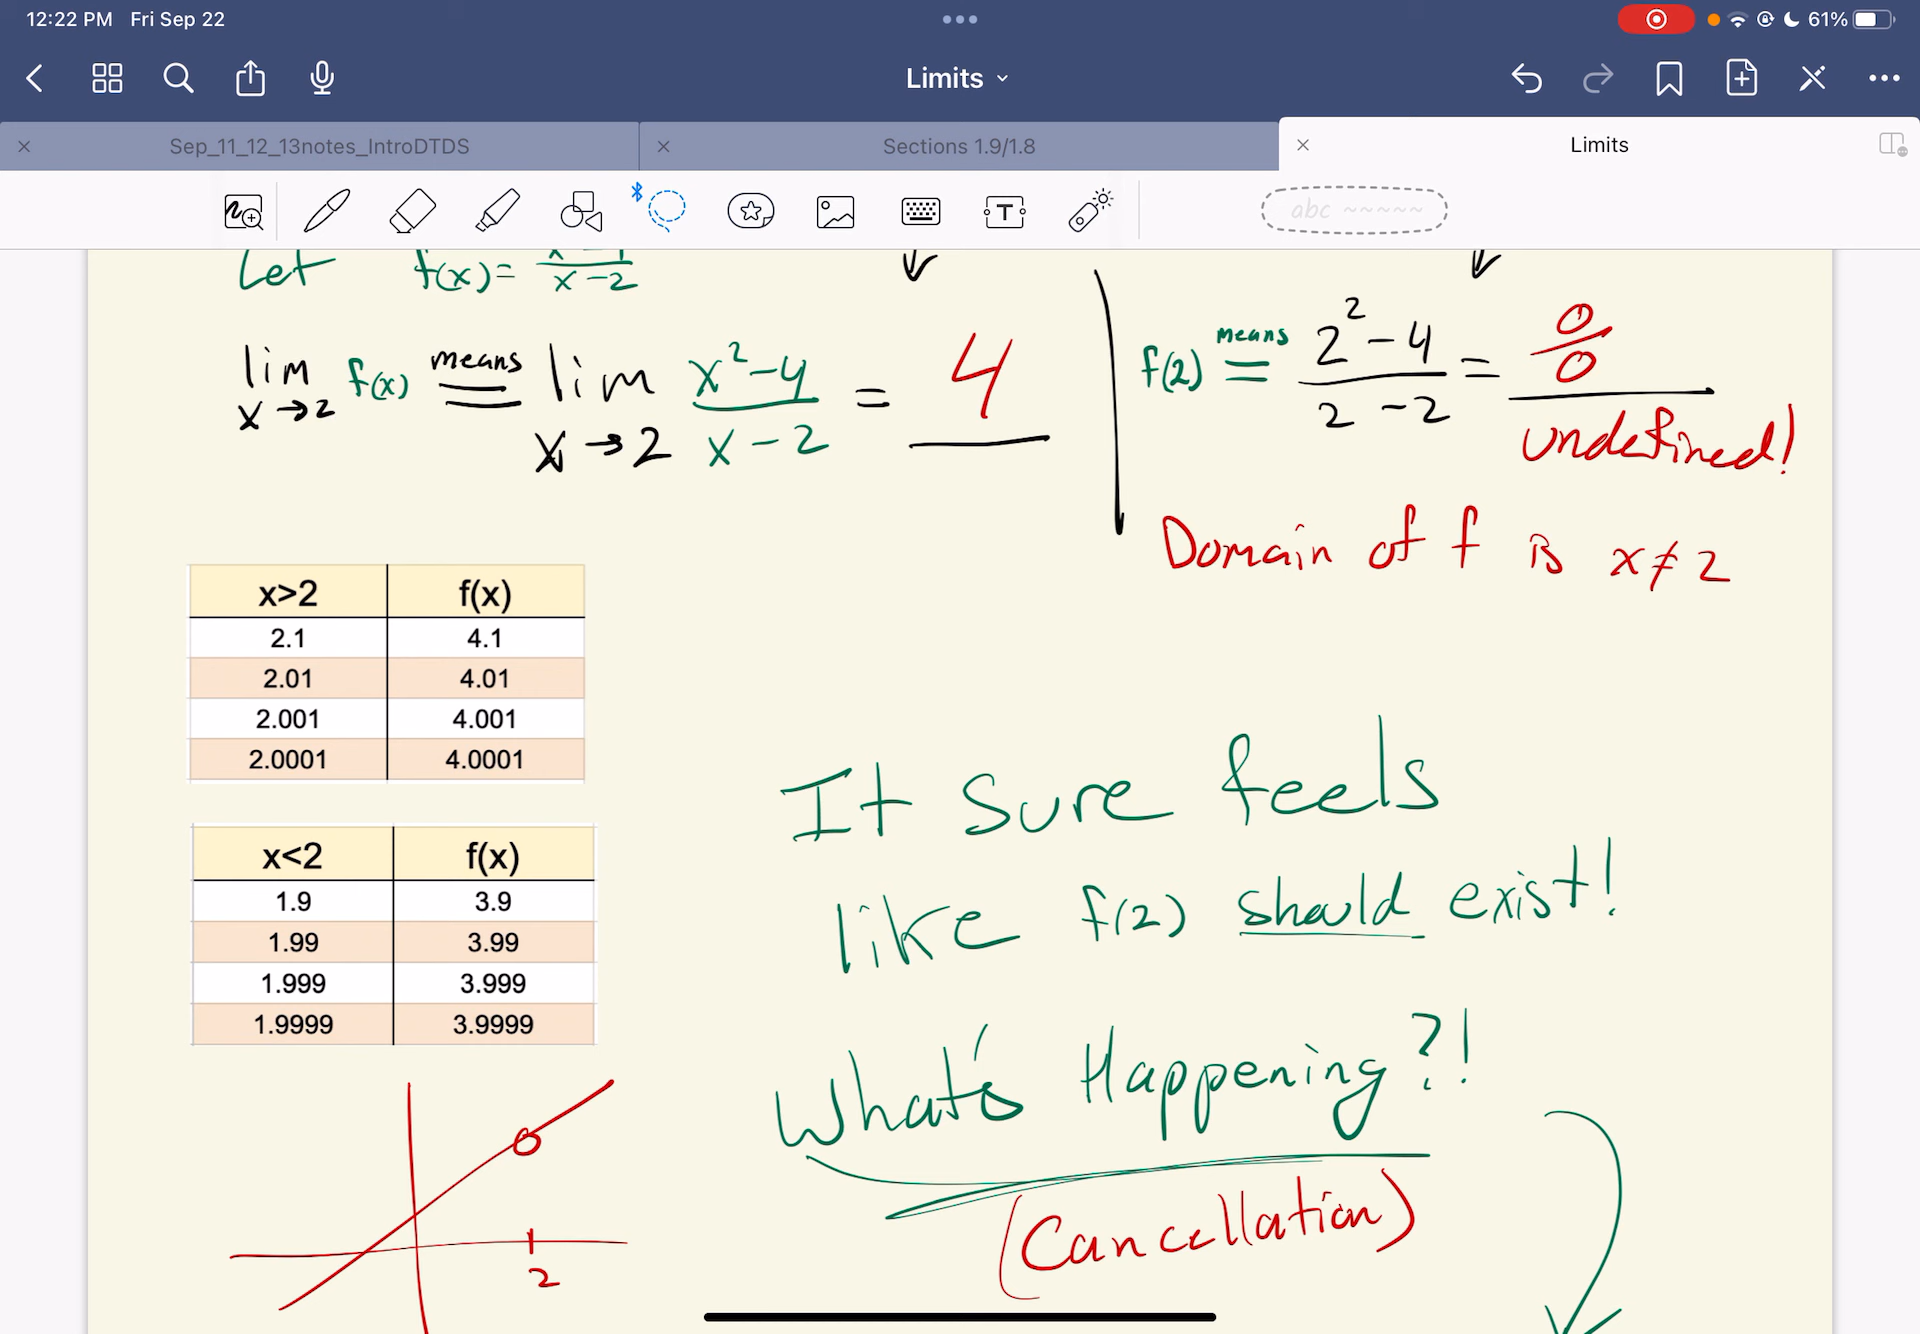 12:22 PM Fri Sep 22
61%
Limits
Sep_11_12_13notes_IntroDTDS
Sections 1.9/1.8
Limits
T
abc ~~~~~
Let f(x)= x²-4 / x-2
lim x→2 f(x) means = lim x→2 x²-4 / x-2 = 4
f(2) means = 2²-4 / 2-2 = 0/0
undefined!
Domain of f is x≠2
x>2 f(x)
2.1 4.1
2.01 4.01
2.001 4.001
2.0001 4.0001
It sure feels
like f(2) should exist!
What's Happening?!
(Cancellation)
x<2 f(x)
1.9 3.9
1.99 3.99
1.999 3.999
1.9999 3.9999
2